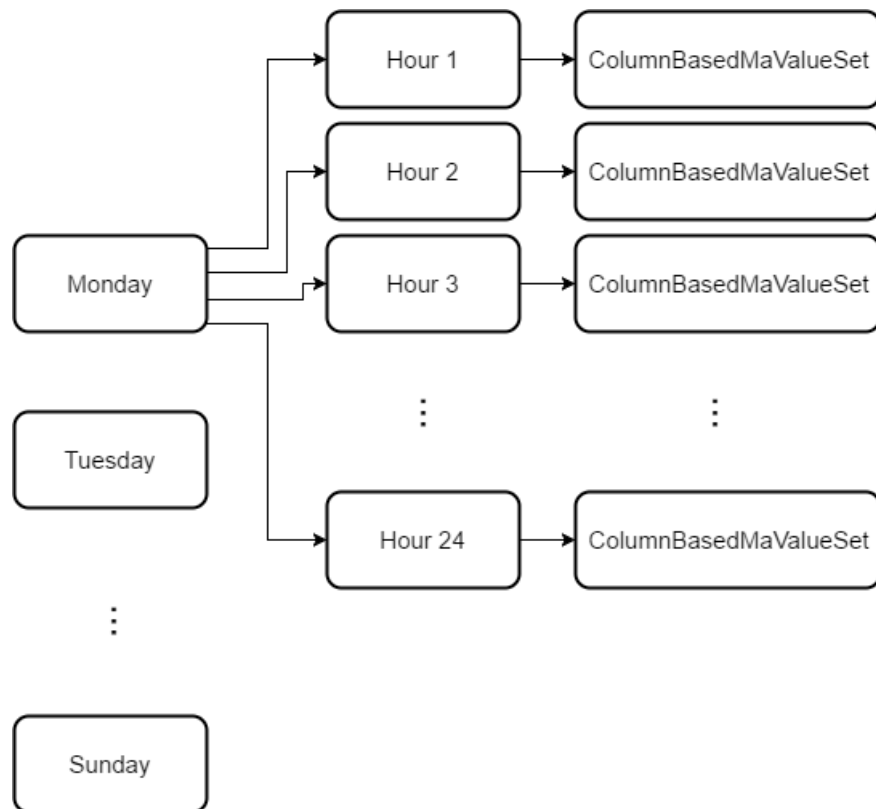 Hour 1
ColumnBasedMaValueSet
Hour 2
ColumnBasedMaValueSet
Monday
Hour 3
ColumnBasedMaValueSet
Tuesday
Hour 24
ColumnBasedMaValueSet
Sunday